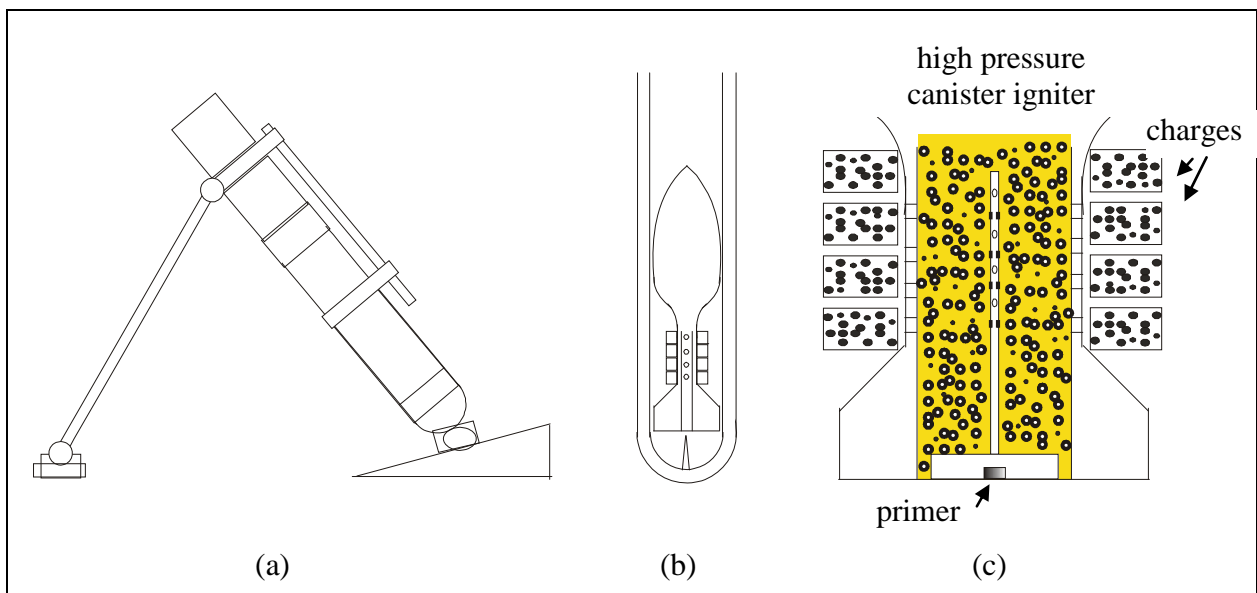 high pressure
canister igniter
charges
primer
(a)
(b)
(c)